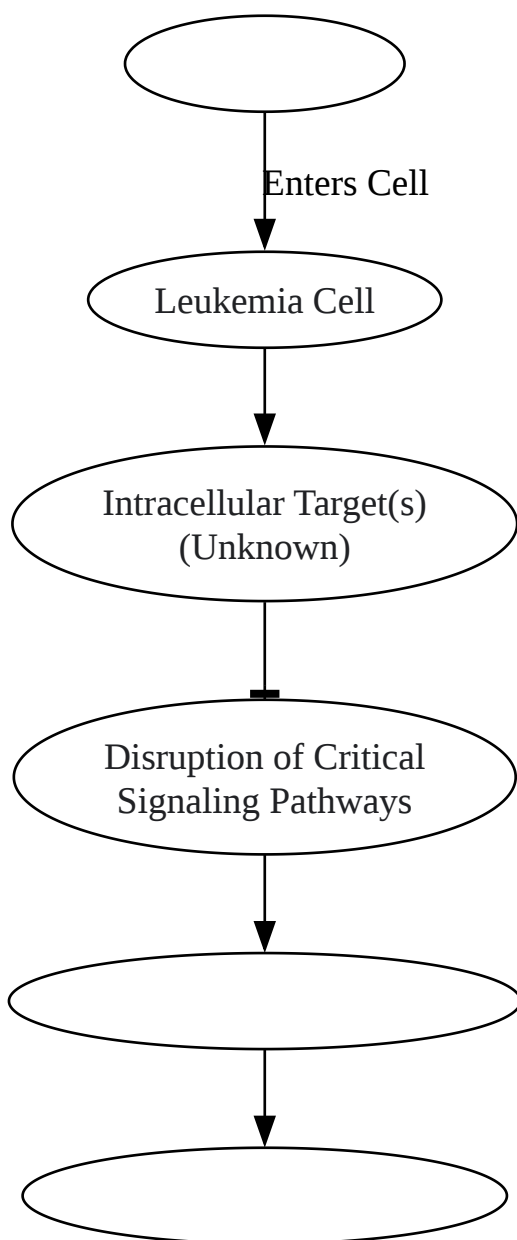 Enters Cell
Leukemia Cell
Intracellular Target(s)
(Unknown)
Disruption of Critical
Signaling Pathways